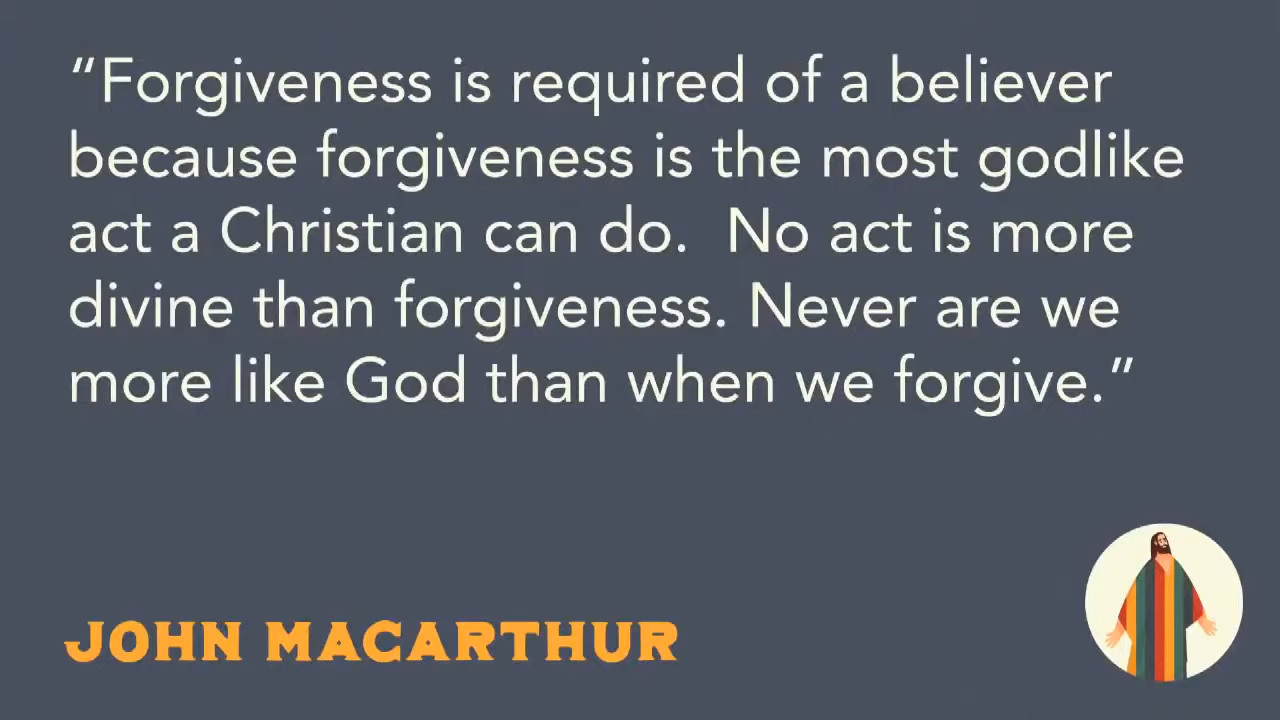 “Forgiveness is required of a believer
because forgiveness is the most godlike
act a Christian can do.  No act is more
divine than forgiveness. Never are we
more like God than when we forgive.”
JOHN MACARTHUR